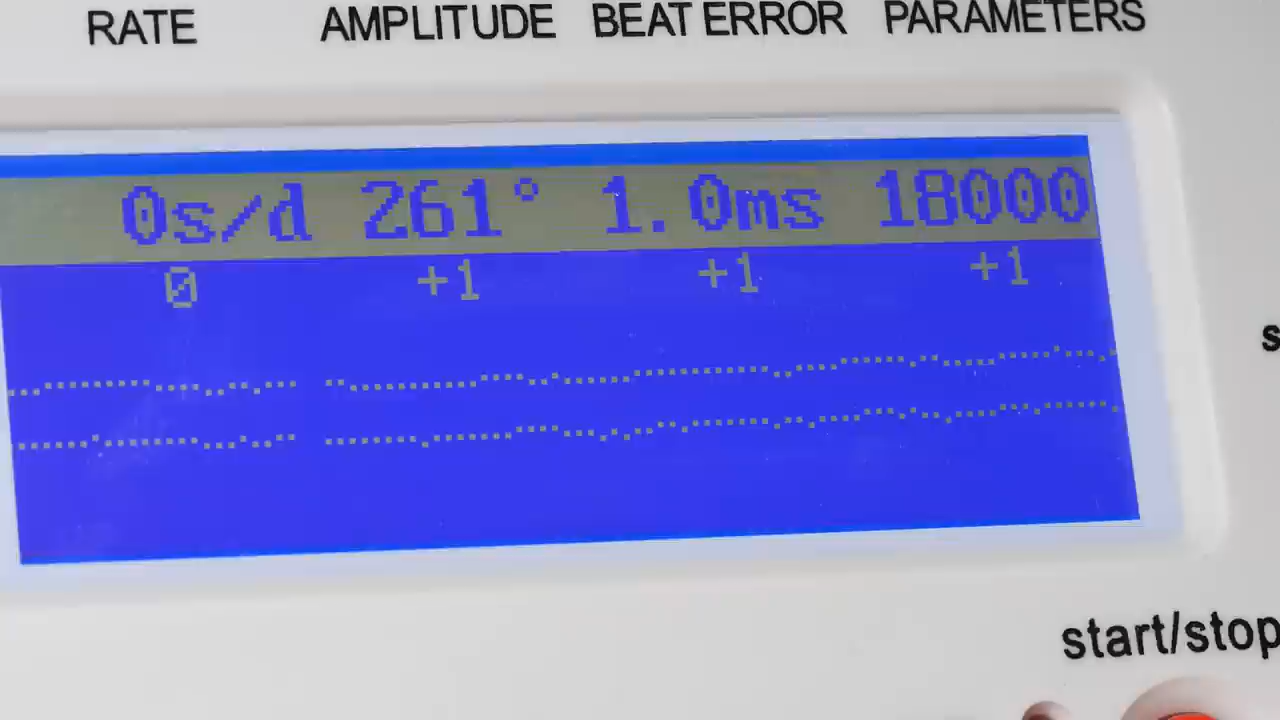 RATE AMPLITUDE BEAT ERROR PARAMETERS
0s/d 261° 1.0ms 18000
0 +1 +1 +1
s
start/stop